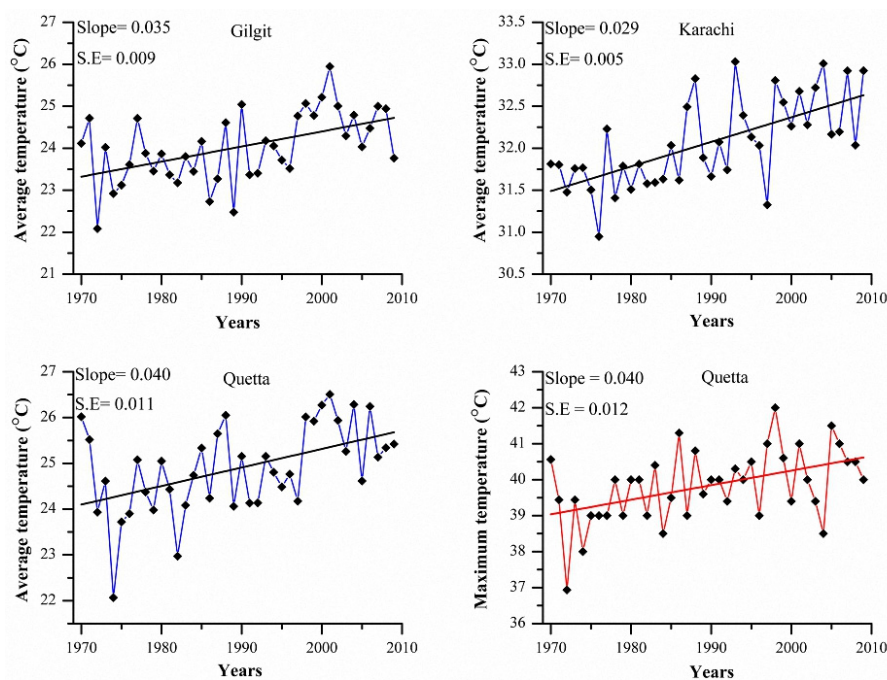 Slope= 0.035
Gilgit
S.E= 0.009
Average temperature (°C)
27
26
25
24
23
22
21
1970
1980
1990
2000
2010
Years
Slope= 0.029
Karachi
S.E= 0.005
Average temperature (°C)
33.5
33.0
32.5
32.0
31.5
31.0
30.5
1970
1980
1990
2000
2010
Years
Slope= 0.040
Quetta
S.E= 0.011
Average temperature (°C)
27
26
25
24
23
22
1970
1980
1990
2000
2010
Years
Slope = 0.040
Quetta
S.E = 0.012
Maximum temperature (°C)
43
42
41
40
39
38
37
36
1970
1980
1990
2000
2010
Years